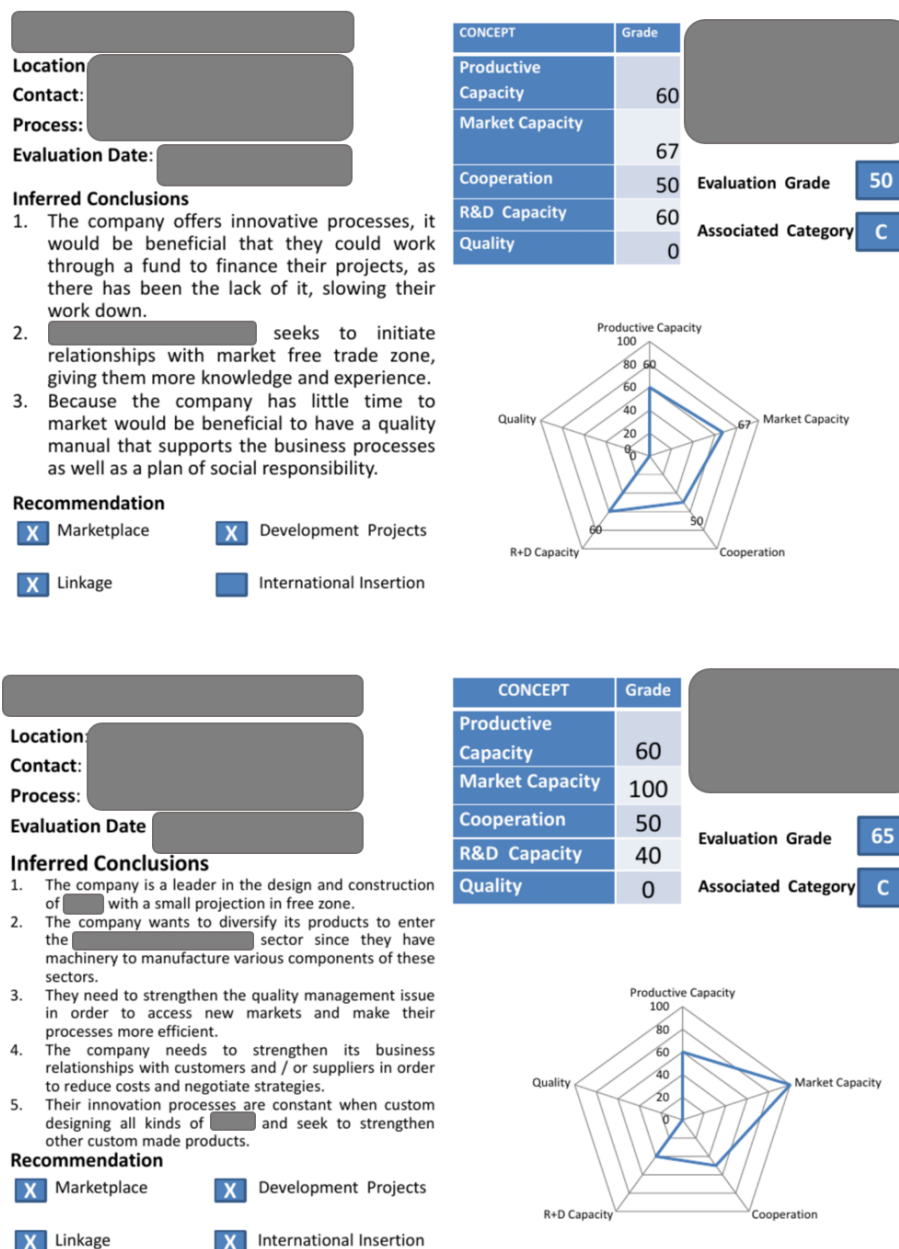 Location
Contact:
Process:
Evaluation Date:
Inferred Conclusions
1. The company offers innovative processes, it
would be beneficial that they could work
through a fund to finance their projects, as
there has been the lack of it, slowing their
work down.
2. seeks to initiate
relationships with market free trade zone,
giving them more knowledge and experience.
3. Because the company has little time to
market would be beneficial to have a quality
manual that supports the business processes
as well as a plan of social responsibility.
Recommendation
X Marketplace
X Development Projects
X Linkage
International Insertion
CONCEPT Grade
Productive
Capacity 60
Market Capacity
67
Cooperation 50
R&D Capacity 60
Quality 0
Evaluation Grade 50
Associated Category C
Productive Capacity
100
80 60
60
40
20
0
0
Quality
67 Market Capacity
50
60
R+D Capacity
Cooperation
Location:
Contact:
Process:
Evaluation Date
Inferred Conclusions
1. The company is a leader in the design and construction
of with a small projection in free zone.
2. The company wants to diversify its products to enter
the sector since they have
machinery to manufacture various components of these
sectors.
3. They need to strengthen the quality management issue
in order to access new markets and make their
processes more efficient.
4. The company needs to strengthen its business
relationships with customers and / or suppliers in order
to reduce costs and negotiate strategies.
5. Their innovation processes are constant when custom
designing all kinds of and seek to strengthen
other custom made products.
Recommendation
X Marketplace
X Development Projects
X Linkage
X International Insertion
CONCEPT Grade
Productive
Capacity 60
Market Capacity 100
Cooperation 50
R&D Capacity 40
Quality 0
Evaluation Grade 65
Associated Category C
Productive Capacity
100
80
60
40
20
0
Quality
Market Capacity
R+D Capacity
Cooperation